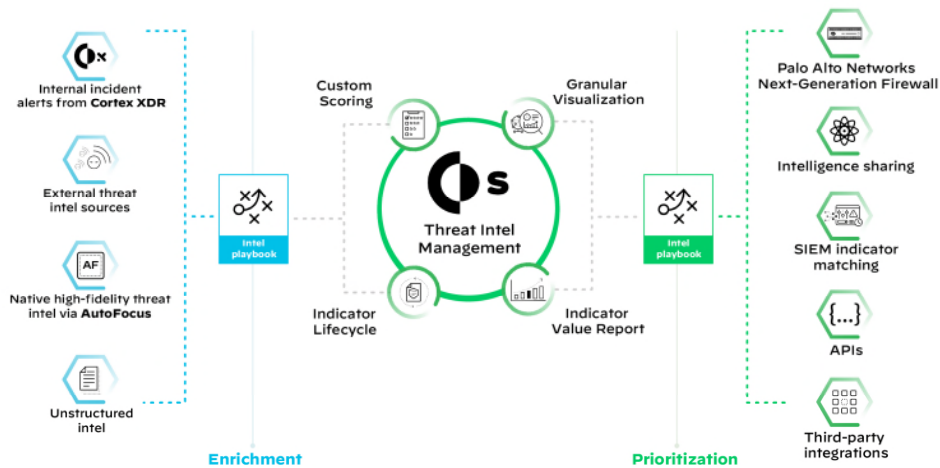 Internal incident
alerts from Cortex XDR
External threat
intel sources
AF
Native high-fidelity threat
intel via AutoFocus
Unstructured
intel
Intel
playbook
Enrichment
Custom
Scoring
Granular
Visualization
S
Threat Intel
Management
Indicator
Lifecycle
Indicator
Value Report
Intel
playbook
Prioritization
Palo Alto Networks
Next-Generation Firewall
Intelligence sharing
SIEM indicator
matching
{...}
APIs
Third-party
integrations